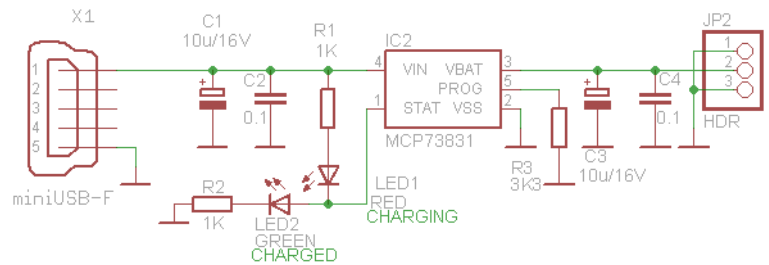 X1
1
2
3
4
5
miniUSB-F
C1
10u/16V
+
C2
0.1
R1
1K
IC2
4 VIN VBAT 3
PROG 5
1 STAT VSS 2
MCP73831
R2
1K
LED1
RED
CHARGING
LED2
GREEN
CHARGED
R3
3K3
+
C3
10u/16V
C4
0.1
JP2
1
2
3
HDR